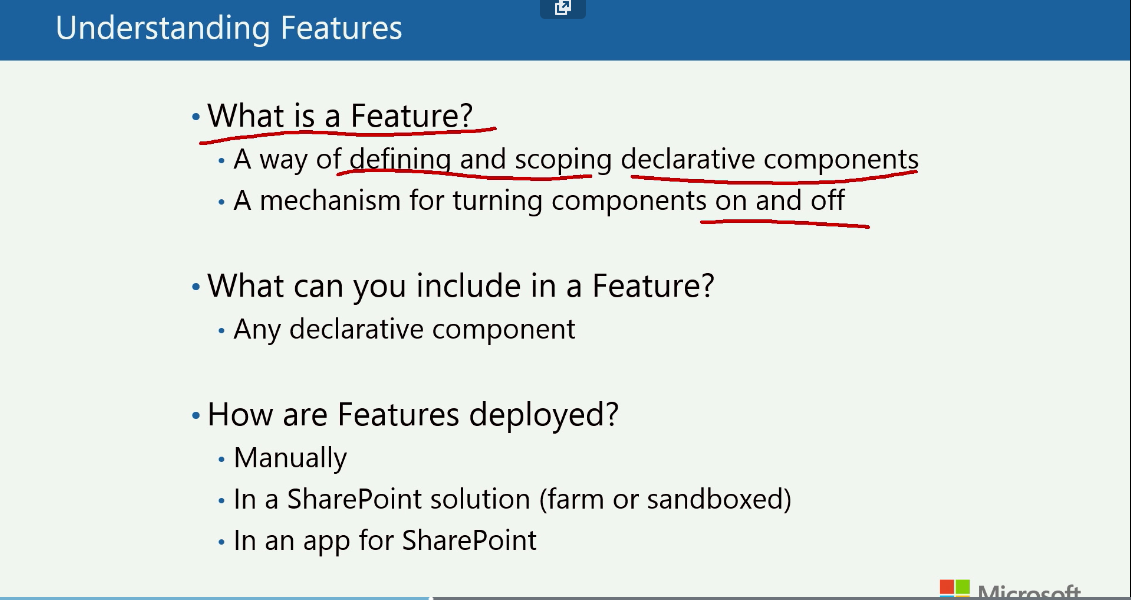 Understanding Features
• What is a Feature?
• A way of defining and scoping declarative components
• A mechanism for turning components on and off
• What can you include in a Feature?
• Any declarative component
• How are Features deployed?
• Manually
• In a SharePoint solution (farm or sandboxed)
• In an app for SharePoint
Microsoft